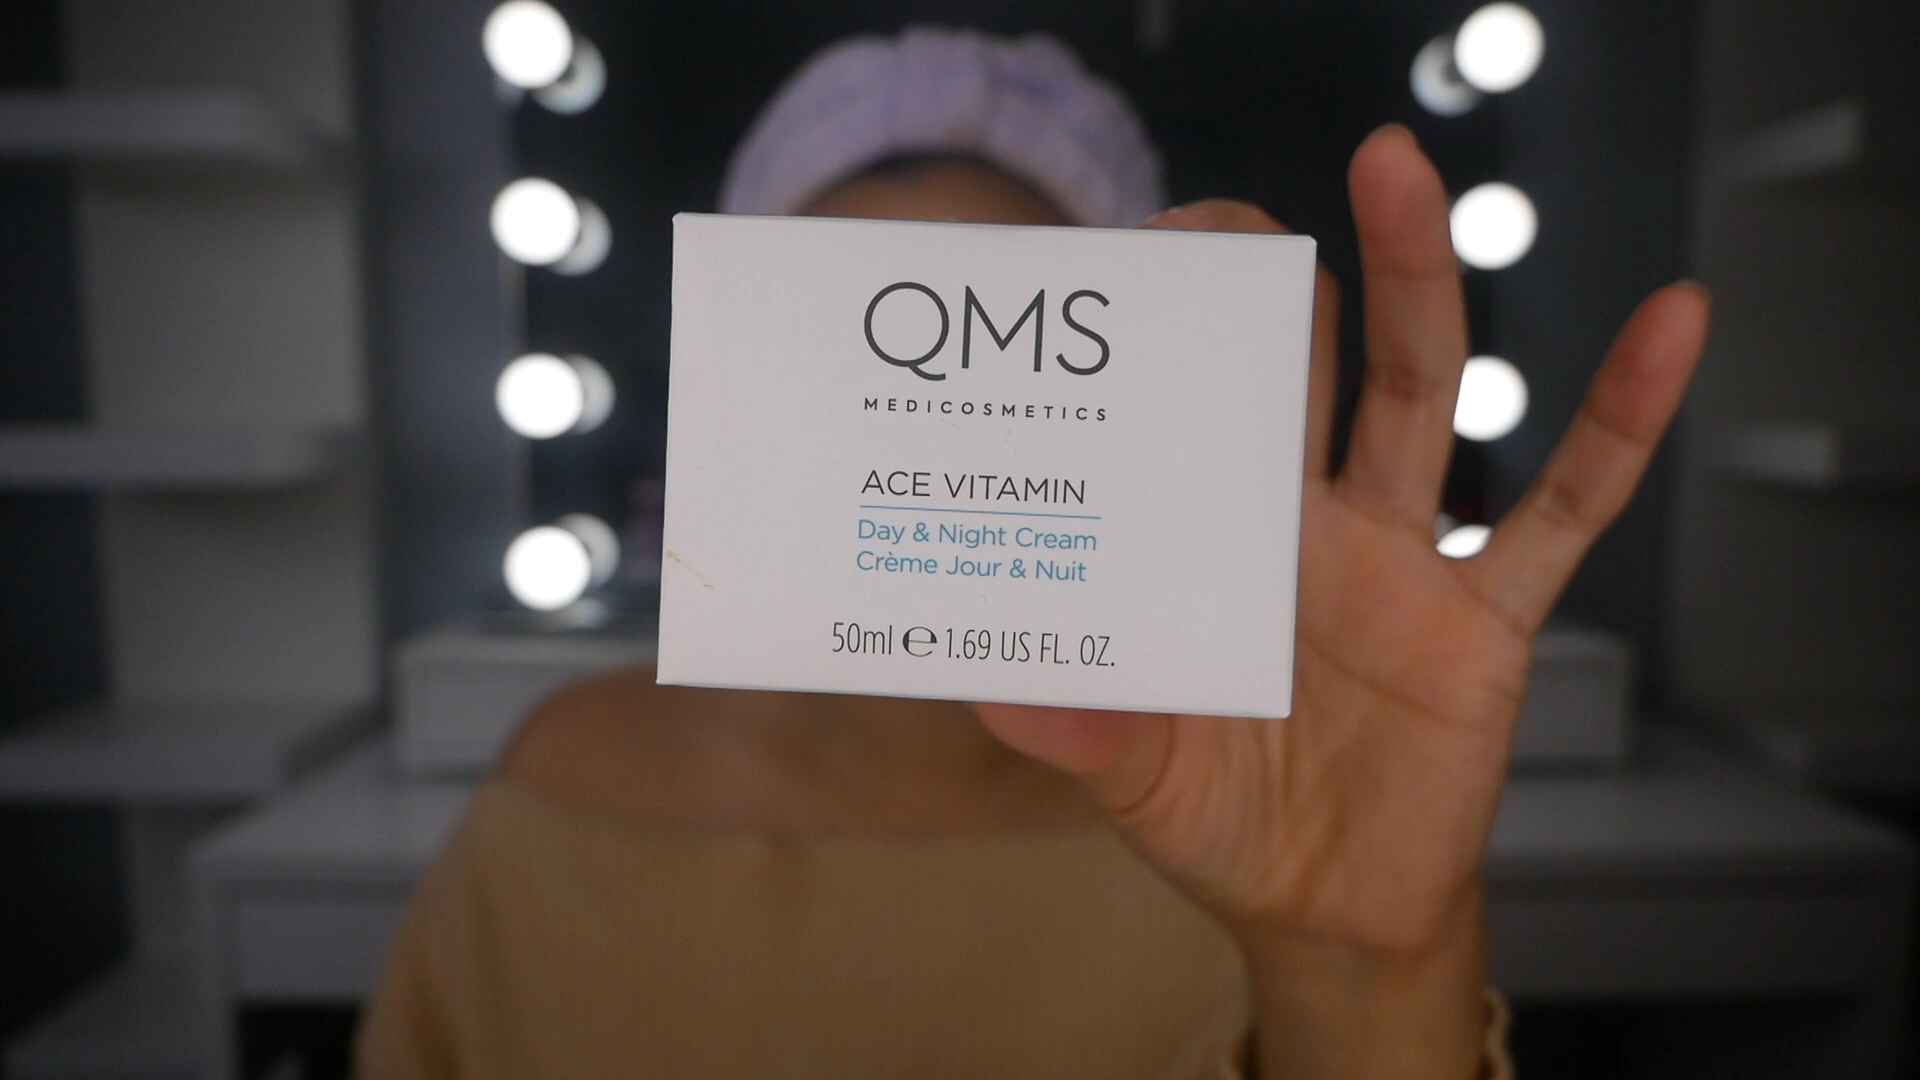 QMS
MEDICOSMETICS
ACE VITAMIN
Day & Night Cream
Crème Jour & Nuit
50ml ℮ 1.69 US FL. OZ.